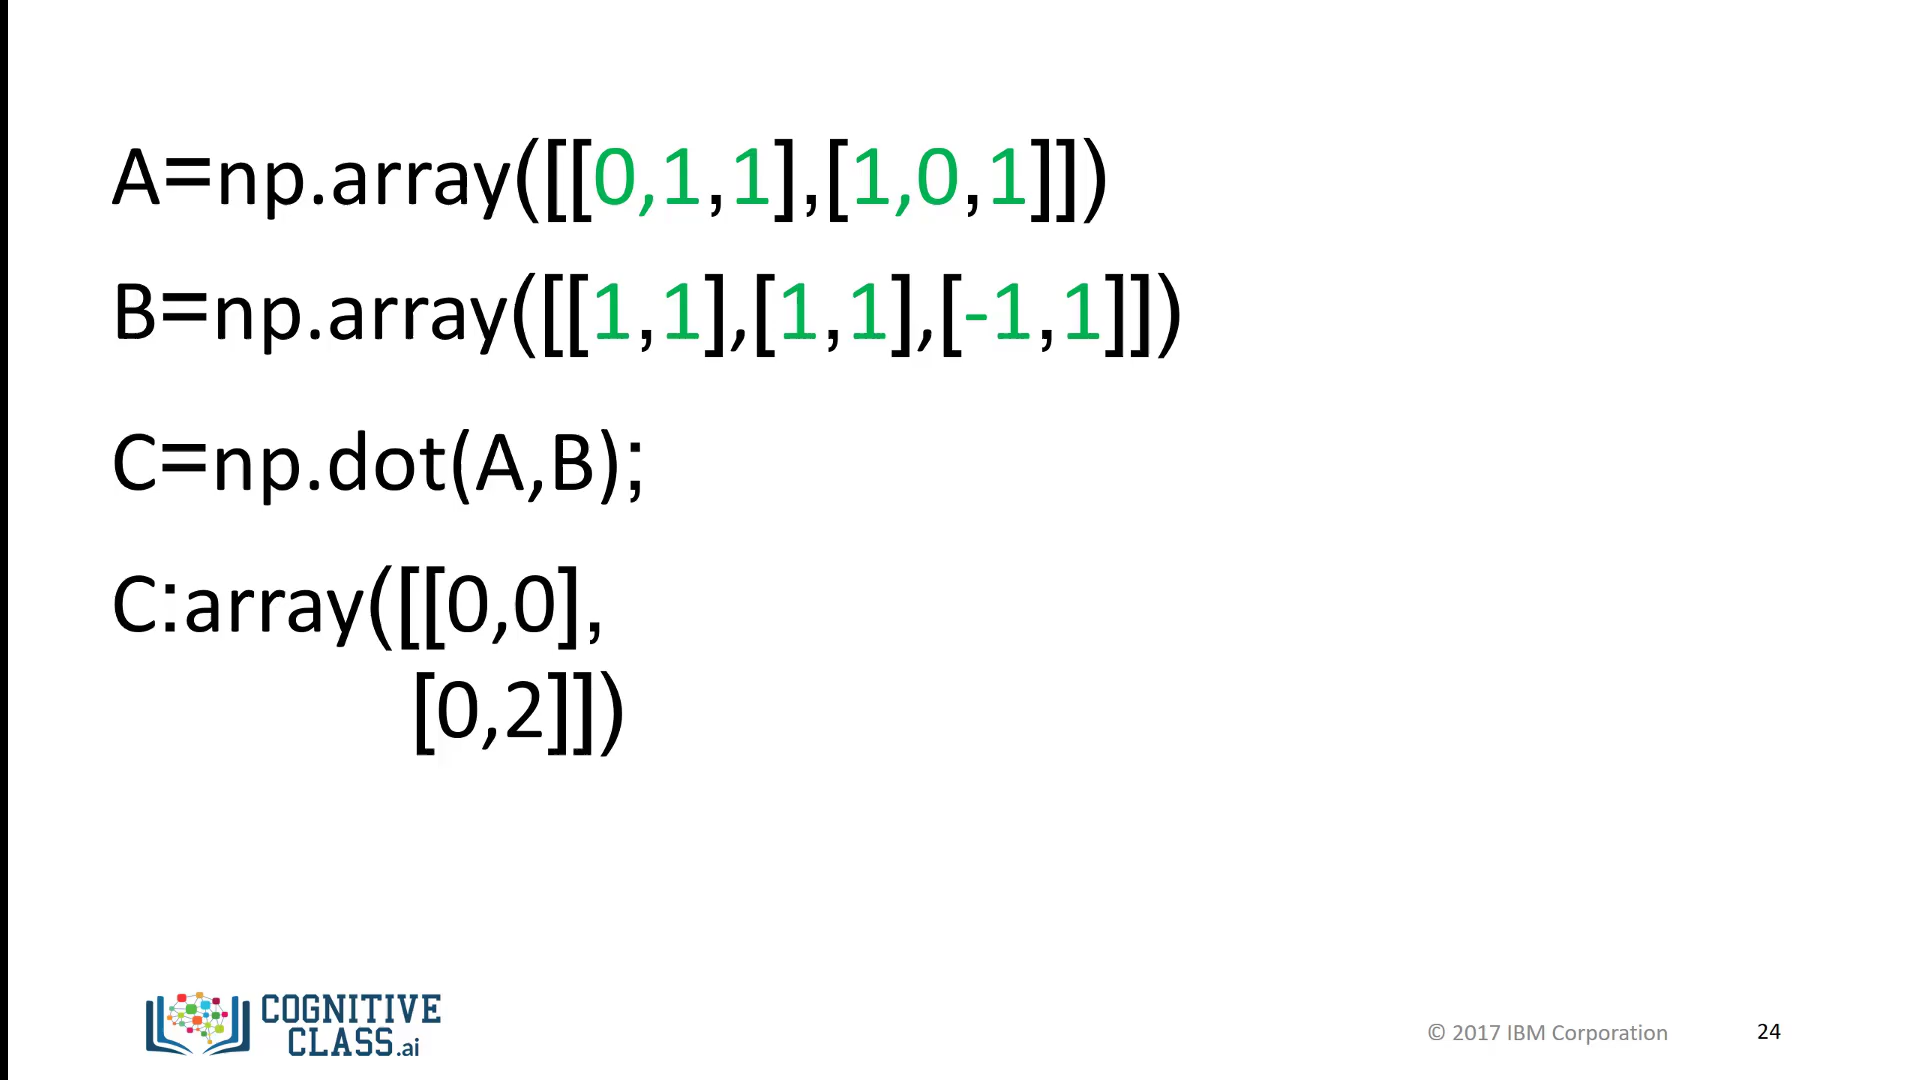 A=np.array([[0,1,1],[1,0,1]])
B=np.array([[1,1],[1,1],[-1,1]])
C=np.dot(A,B);
C:array([[0,0],
[0,2]])
COGNITIVE
CLASS.ai
© 2017 IBM Corporation 24